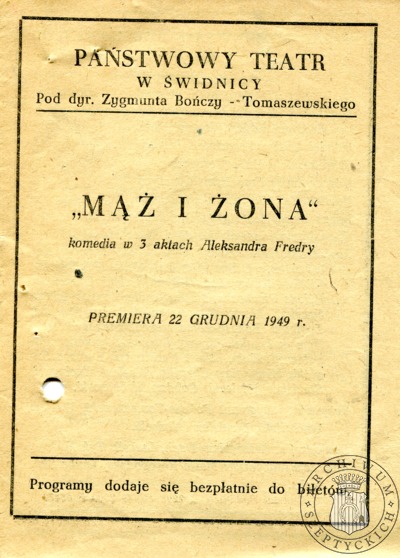 PAŃSTWOWY TEATR
W ŚWIDNICY
Pod dyr. Zygmunta Bończy - Tomaszewskiego
„MĄŻ I ŻONA“
komedia w 3 aktach Aleksandra Fredry
PREMIERA 22 GRUDNIA 1949 r.
Programy dodaje się bezpłatnie do biletów.
ARCHIWUM
SZEPTYCKICH